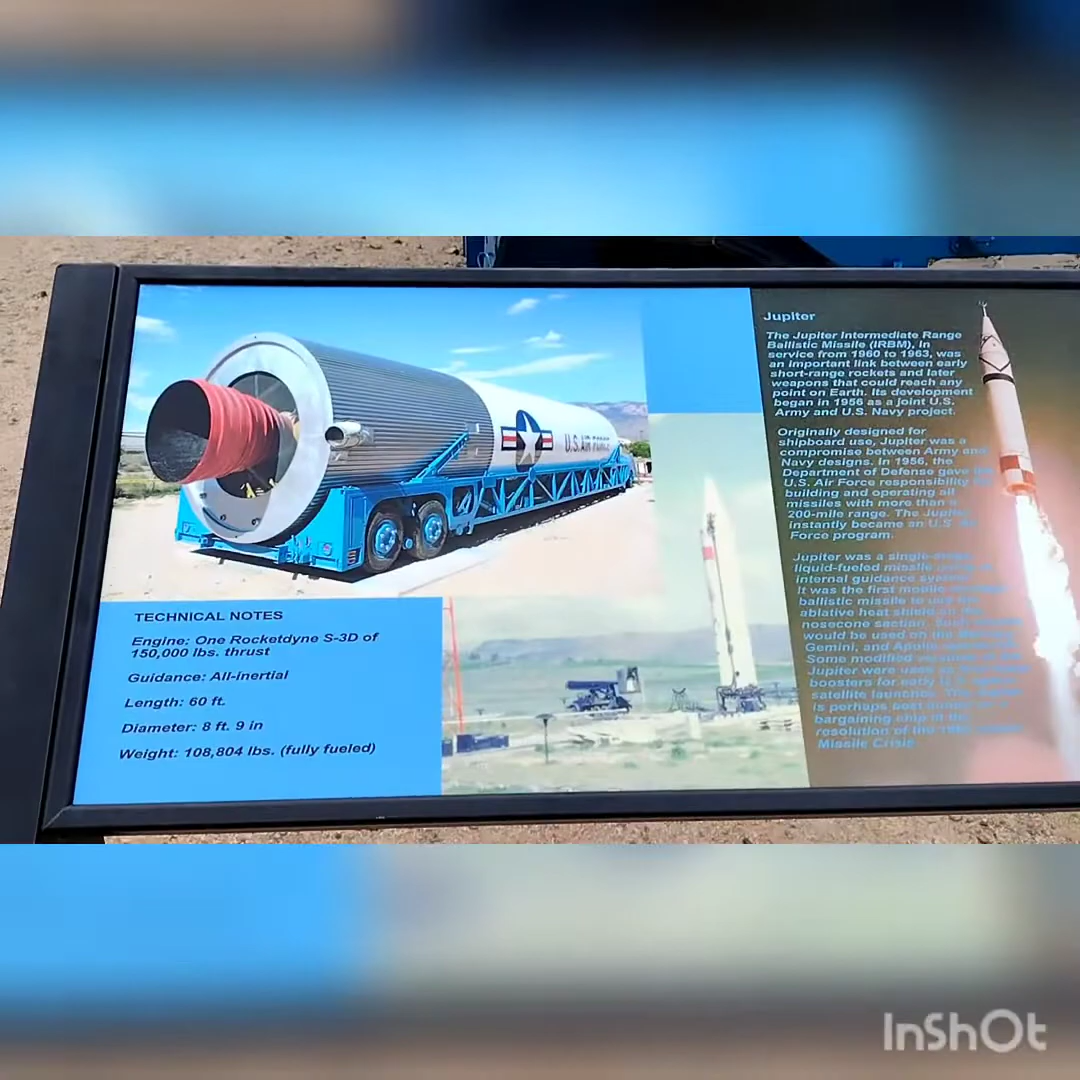 U.S. AIR FORCE
TECHNICAL NOTES
Engine: One Rocketdyne S-3D of
150,000 lbs. thrust
Guidance: All-inertial
Length: 60 ft.
Diameter: 8 ft. 9 in
Weight: 108,804 lbs. (fully fueled)
Jupiter
The Jupiter Intermediate Range
Ballistic Missile (IRBM), in
service from 1960 to 1963, was
an important link between early
short-range rockets and later
weapons that could reach any
point on Earth. Its development
began in 1956 as a joint U.S.
Army and U.S. Navy project.
Originally designed for
shipboard use, Jupiter was a
compromise between Army and
Navy designs. In 1956, the
Department of Defense gave the
U.S. Air Force responsibility for
building and operating all
missiles with more than a
200-mile range. The Jupiter
instantly became an U.S. Air
Force program.
Jupiter was a single-stage
liquid-fueled missile
internal guidance system.
It was the first mobile
ballistic missile to use
ablative heat shield on the
nosecone section. Such
would be used on the Mercury,
Gemini, and Apollo
Some modified versions of
Jupiter were used as
boosters for early U.S.
satellite launches. The
is perhaps best
bargaining chip in the
resolution of the
Missile Crisis.
InShOt